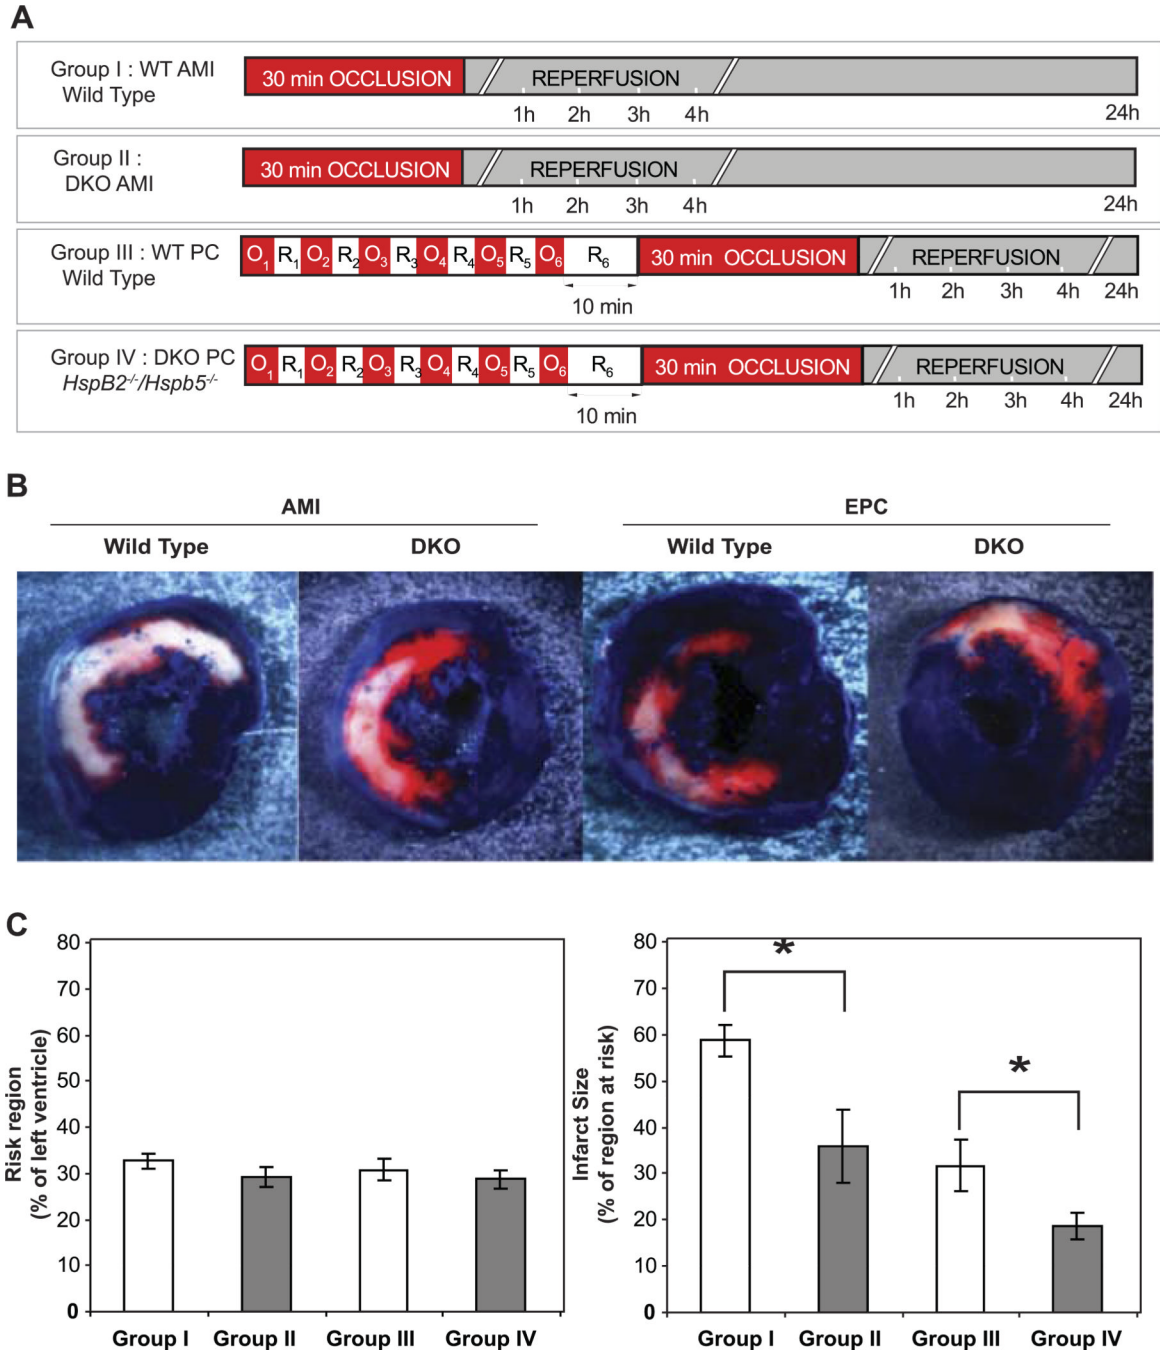 A
Group I : WT AMI
Wild Type
30 min OCCLUSION
REPERFUSION
1h 2h 3h 4h 24h
Group II :
DKO AMI
30 min OCCLUSION
REPERFUSION
1h 2h 3h 4h 24h
Group III : WT PC
Wild Type
O1 R1 O2 R2 O3 R3 O4 R4 O5 R5 O6 R6
30 min OCCLUSION
REPERFUSION
10 min
1h 2h 3h 4h 24h
Group IV : DKO PC
HspB2-/-/Hspb5-/-
O1 R1 O2 R2 O3 R3 O4 R4 O5 R5 O6 R6
30 min OCCLUSION
REPERFUSION
10 min
1h 2h 3h 4h 24h
B
AMI EPC
Wild Type DKO Wild Type DKO
C
Risk region
(% of left ventricle)
80
70
60
50
40
30
20
10
0
Group I Group II Group III Group IV
Infarct Size
(% of region at risk)
80
70
60
50
40
30
20
10
0
*
*
Group I Group II Group III Group IV